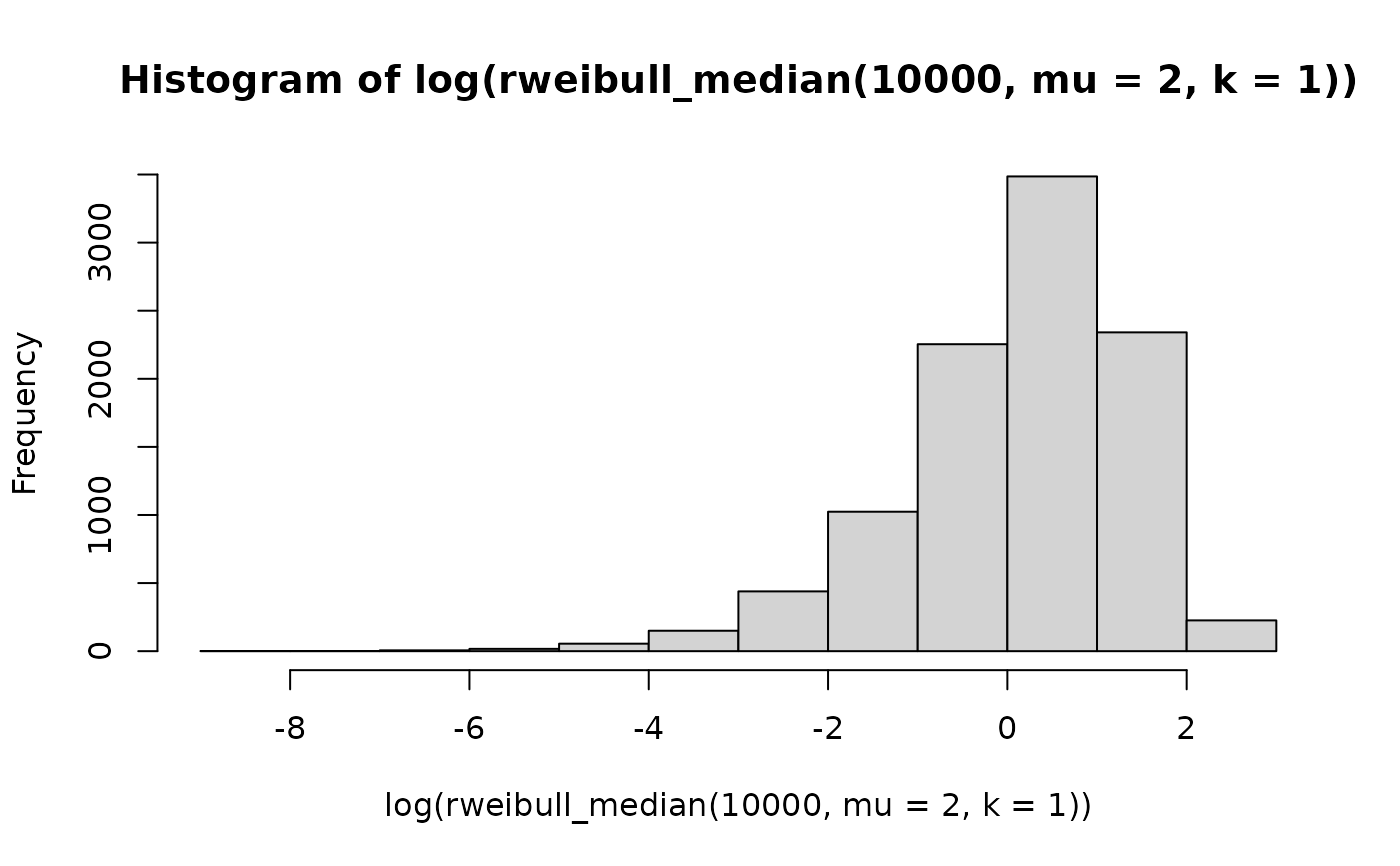 Histogram of log(rweibull_median(10000, mu = 2, k = 1))
Frequency
3000
2000
1000
0
-8 -6 -4 -2 0 2
log(rweibull_median(10000, mu = 2, k = 1))